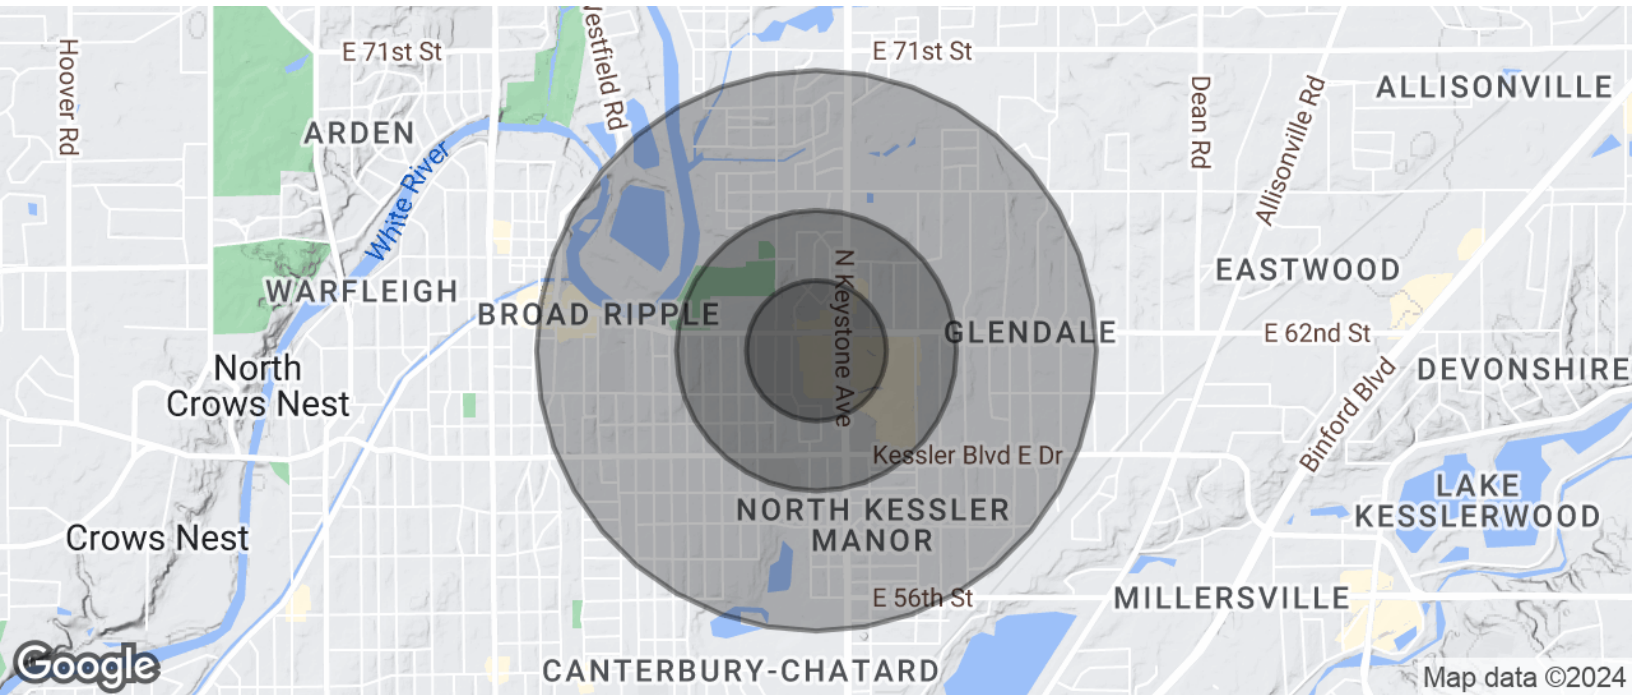 Hoover Rd
E 71st St
Westfield Rd
E 71st St
Dean Rd
Allisonville Rd
ALLISONVILLE
ARDEN
White River
N Keystone Ave
EASTWOOD
WARFLEIGH
BROAD RIPPLE
GLENDALE
E 62nd St
North
Crows Nest
DEVONSHIRE
Binford Blvd
Kessler Blvd E Dr
LAKE
KESSLERWOOD
NORTH KESSLER
MANOR
Crows Nest
E 56th St
MILLERSVILLE
CANTERBURY-CHATARD
Google
Map data ©2024